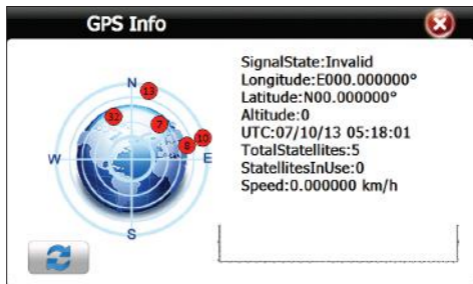 GPS Info
SignalState:Invalid
Longitude:E000.000000°
Latitude:N00.000000°
Altitude:0
UTC:07/10/13 05:18:01
TotalStatellites:5
StatellitesInUse:0
Speed:0.000000 km/h
N
13
32
7
10
8
W
E
S